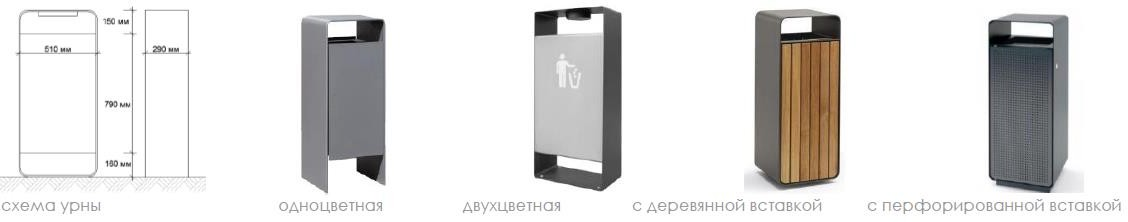 150 мм
510 мм
290 мм
790 мм
160 мм
схема урны
одноцветная
двухцветная
с деревянной вставкой
с перфорированной вставкой